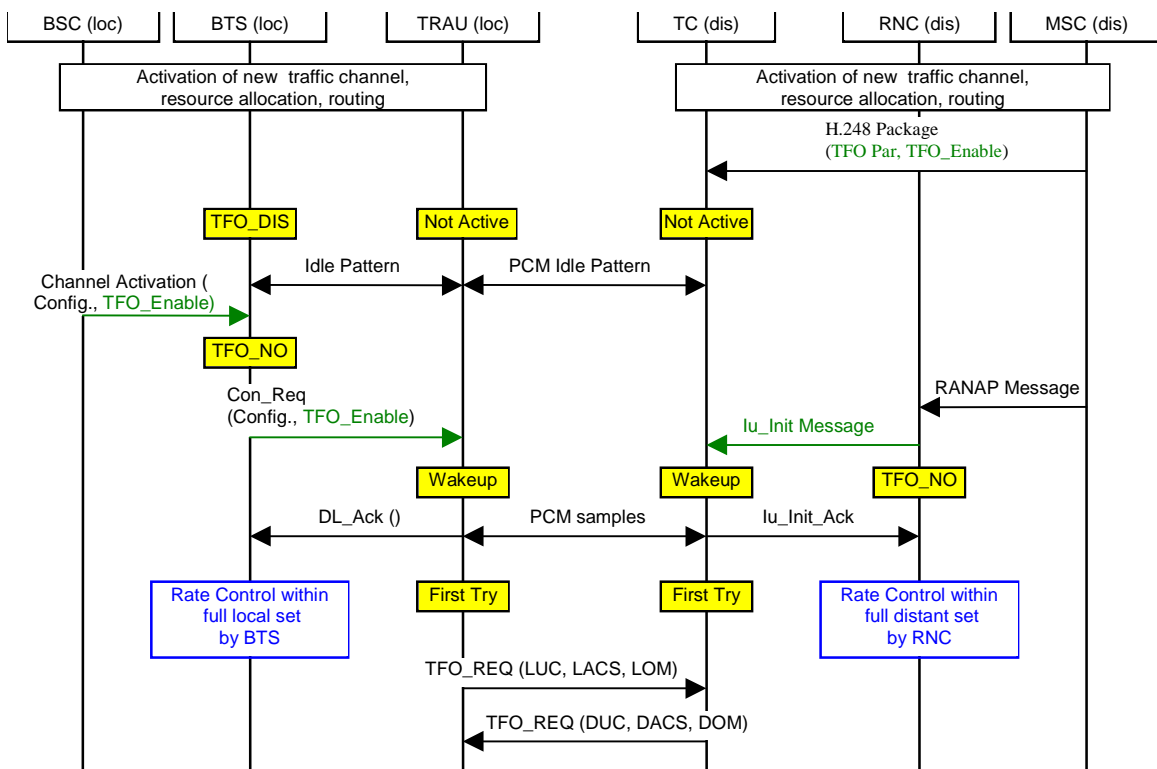 BSC (loc)
BTS (loc)
TRAU (loc)
TC (dis)
RNC (dis)
MSC (dis)
Activation of new traffic channel,
resource allocation, routing
Activation of new traffic channel,
resource allocation, routing
H.248 Package
(TFO Par, TFO_Enable)
TFO_DIS
Not Active
Not Active
Idle Pattern
PCM Idle Pattern
Channel Activation (
Config., TFO_Enable)
TFO_NO
Con_Req
(Config., TFO_Enable)
RANAP Message
Iu_Init Message
Wakeup
Wakeup
TFO_NO
DL_Ack ()
PCM samples
Iu_Init_Ack
Rate Control within
full local set
by BTS
First Try
First Try
Rate Control within
full distant set
by RNC
TFO_REQ (LUC, LACS, LOM)
TFO_REQ (DUC, DACS, DOM)